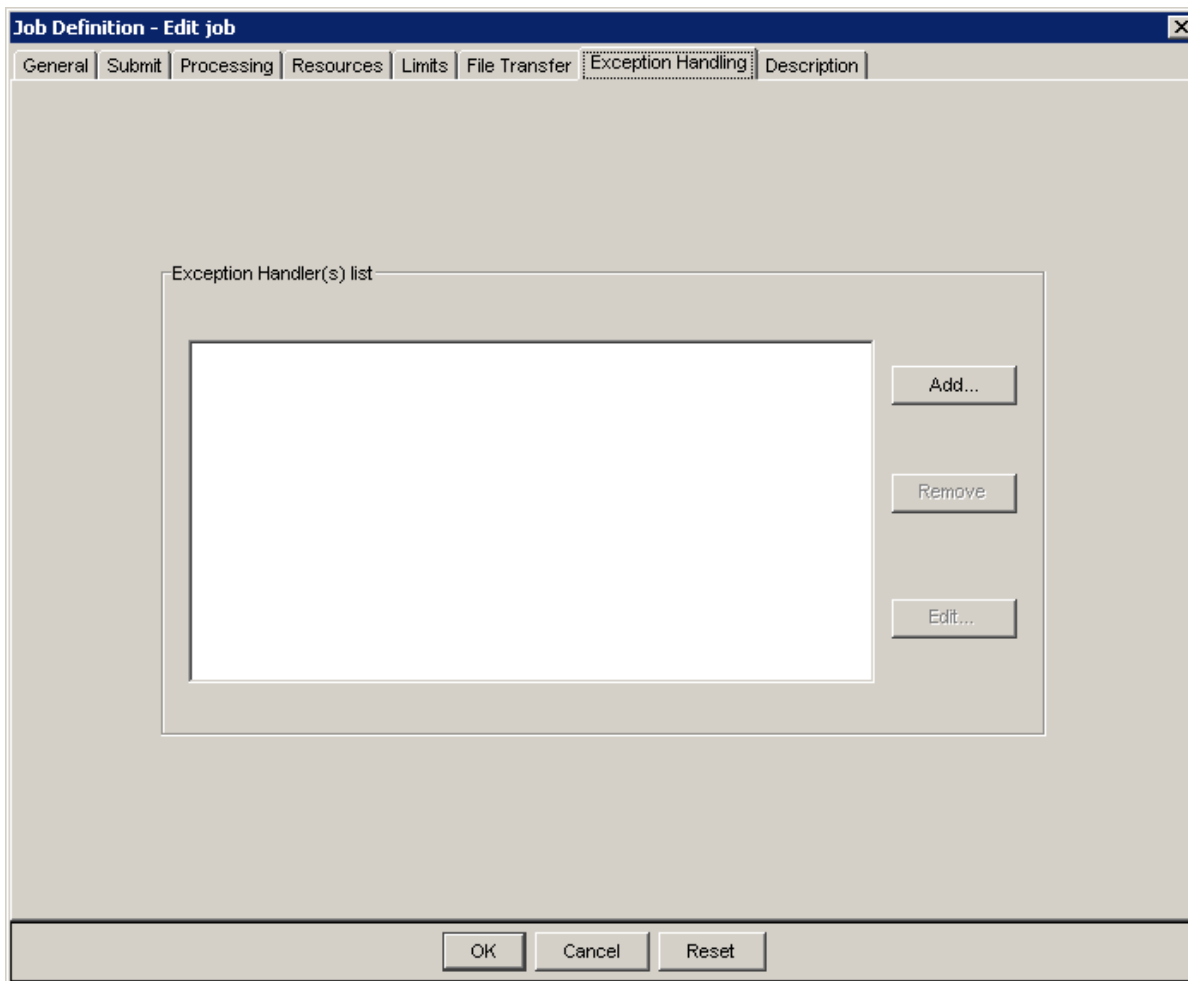 Job Definition - Edit job
General Submit Processing Resources Limits File Transfer Exception Handling Description
Exception Handler(s) list
Add...
Remove
Edit...
OK Cancel Reset